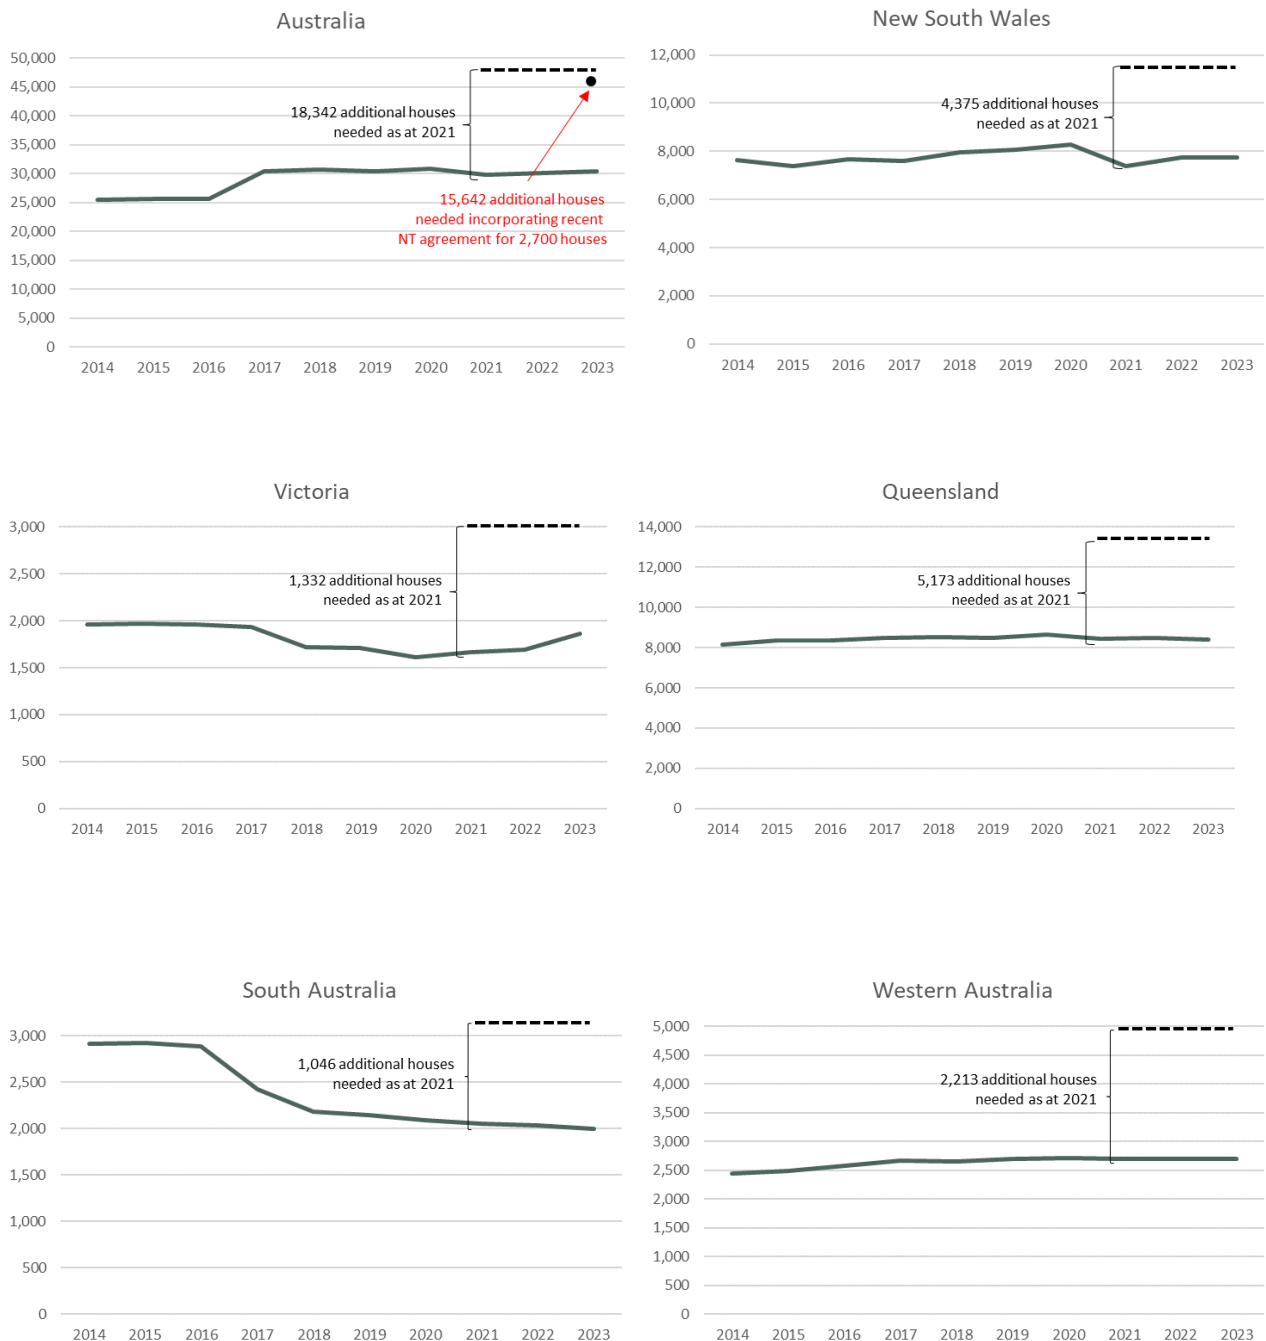 Australia
50,000
45,000
40,000
35,000
30,000
25,000
20,000
15,000
10,000
5,000
0
18,342 additional houses
needed as at 2021
15,642 additional houses
needed incorporating recent
NT agreement for 2,700 houses
2014 2015 2016 2017 2018 2019 2020 2021 2022 2023
New South Wales
12,000
10,000
8,000
6,000
4,000
2,000
0
4,375 additional houses
needed as at 2021
2014 2015 2016 2017 2018 2019 2020 2021 2022 2023
Victoria
3,000
2,500
2,000
1,500
1,000
500
0
1,332 additional houses
needed as at 2021
2014 2015 2016 2017 2018 2019 2020 2021 2022 2023
Queensland
14,000
12,000
10,000
8,000
6,000
4,000
2,000
0
5,173 additional houses
needed as at 2021
2014 2015 2016 2017 2018 2019 2020 2021 2022 2023
South Australia
3,000
2,500
2,000
1,500
1,000
500
0
1,046 additional houses
needed as at 2021
2014 2015 2016 2017 2018 2019 2020 2021 2022 2023
Western Australia
5,000
4,500
4,000
3,500
3,000
2,500
2,000
1,500
1,000
500
0
2,213 additional houses
needed as at 2021
2014 2015 2016 2017 2018 2019 2020 2021 2022 2023